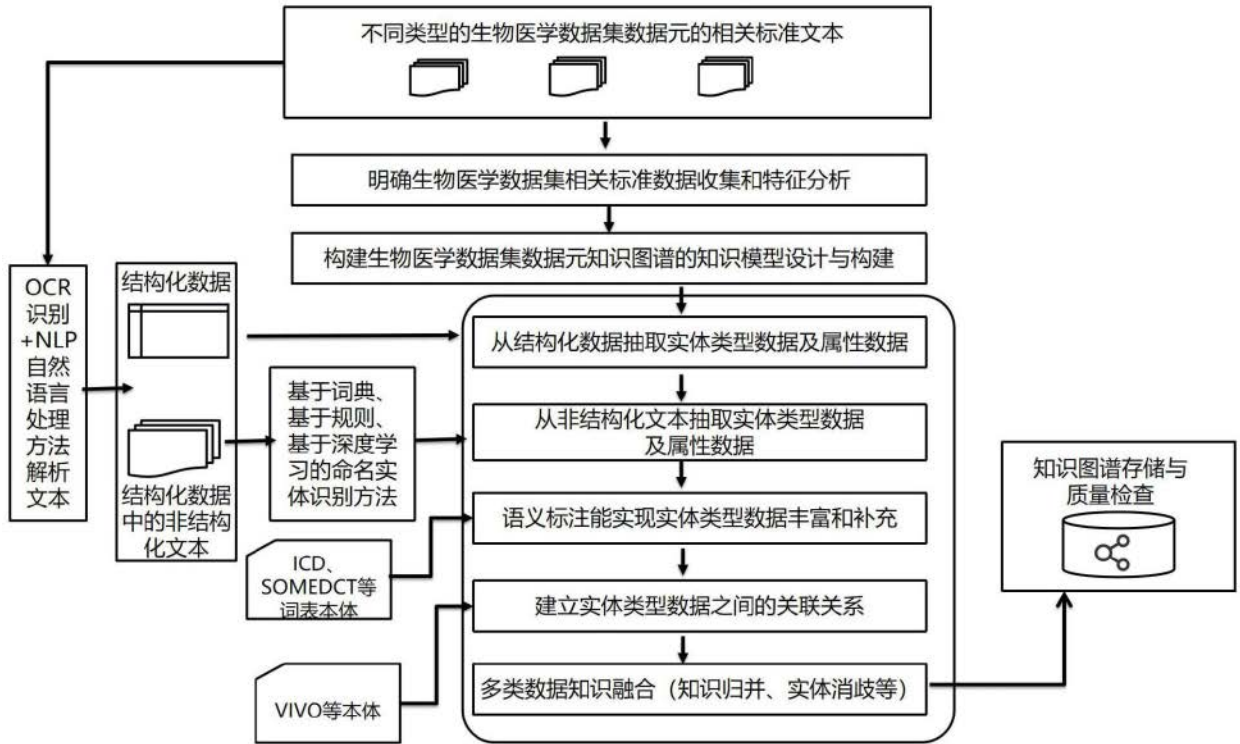 不同类型的生物医学数据集数据元的相关标准文本
明确生物医学数据集相关标准数据收集和特征分析
构建生物医学数据集数据元知识图谱的知识模型设计与构建
OCR
识别
+NLP
自然
语言
处理
方法
解析
文本
结构化数据
结构化数据
中的非结构
化文本
基于词典、
基于规则、
基于深度学
习的命名实
体识别方法
ICD、
SOMEDCT等
词表本体
VIVO等本体
从结构化数据抽取实体类型数据及属性数据
从非结构化文本抽取实体类型数据
及属性数据
语义标注能实现实体类型数据丰富和补充
建立实体类型数据之间的关联关系
多类数据知识融合（知识归并、实体消歧等）
知识图谱存储与
质量检查